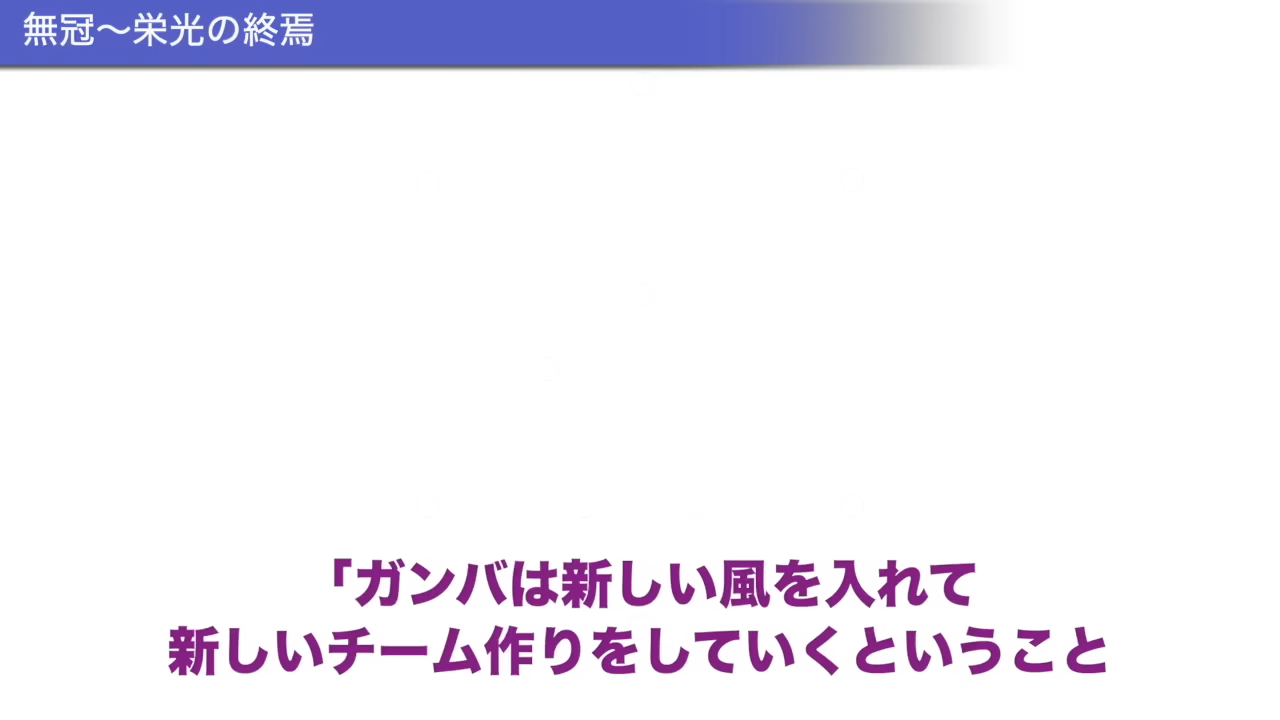 無冠～栄光の終焉
「ガンバは新しい風を入れて
新しいチーム作りをしていくということ